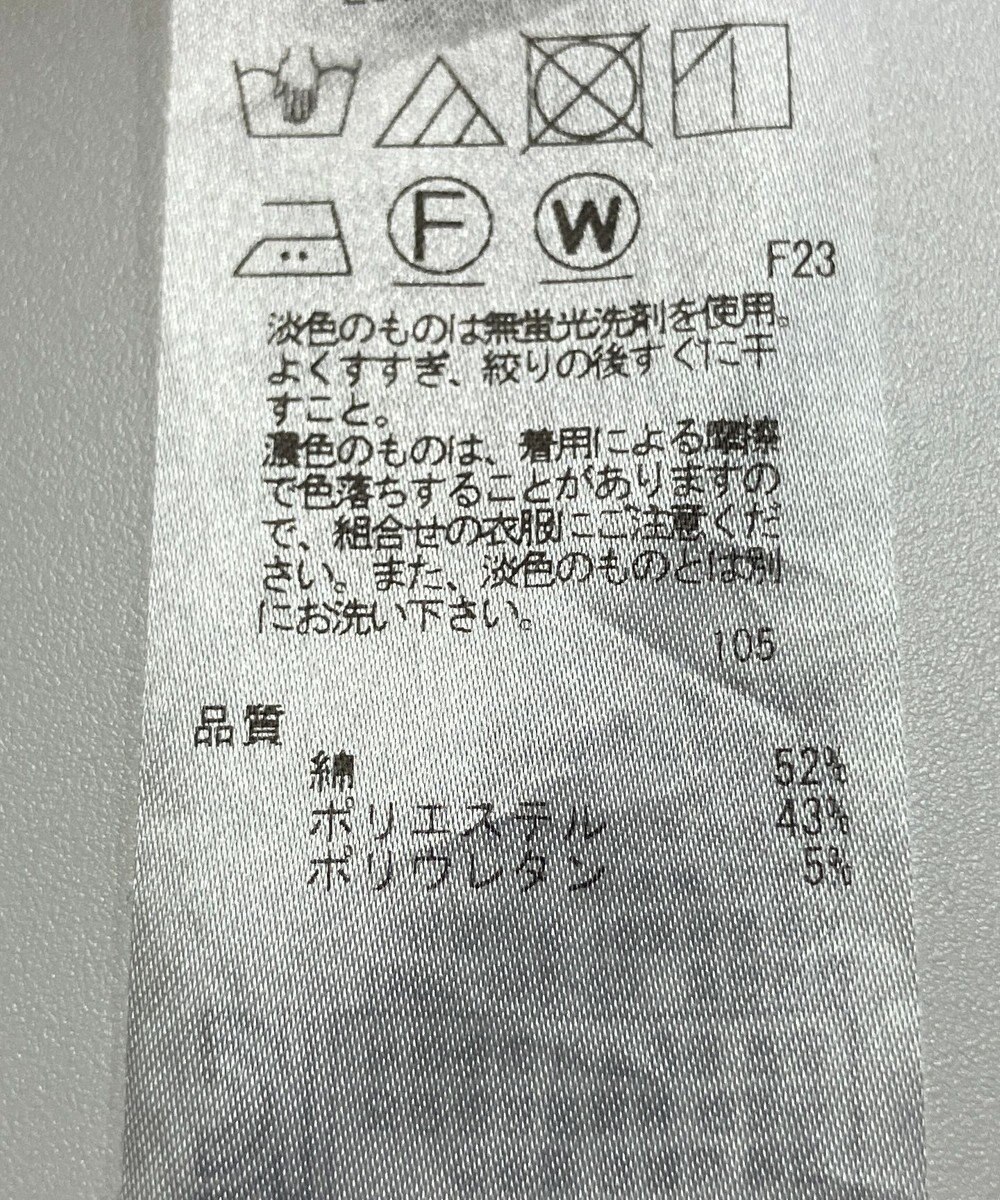 F
W
F23
淡色のものは無蛍光洗剤を使用。
よくすすぎ、絞りの後すぐに干
すこと。
濃色のものは、着用による摩擦
で色落ちすることがありますの
で、組合せの衣服にご注意くだ
さい。また、淡色のものとは別
にお洗い下さい。
105
品質
綿 52%
ポリエステル 43%
ポリウレタン 5%